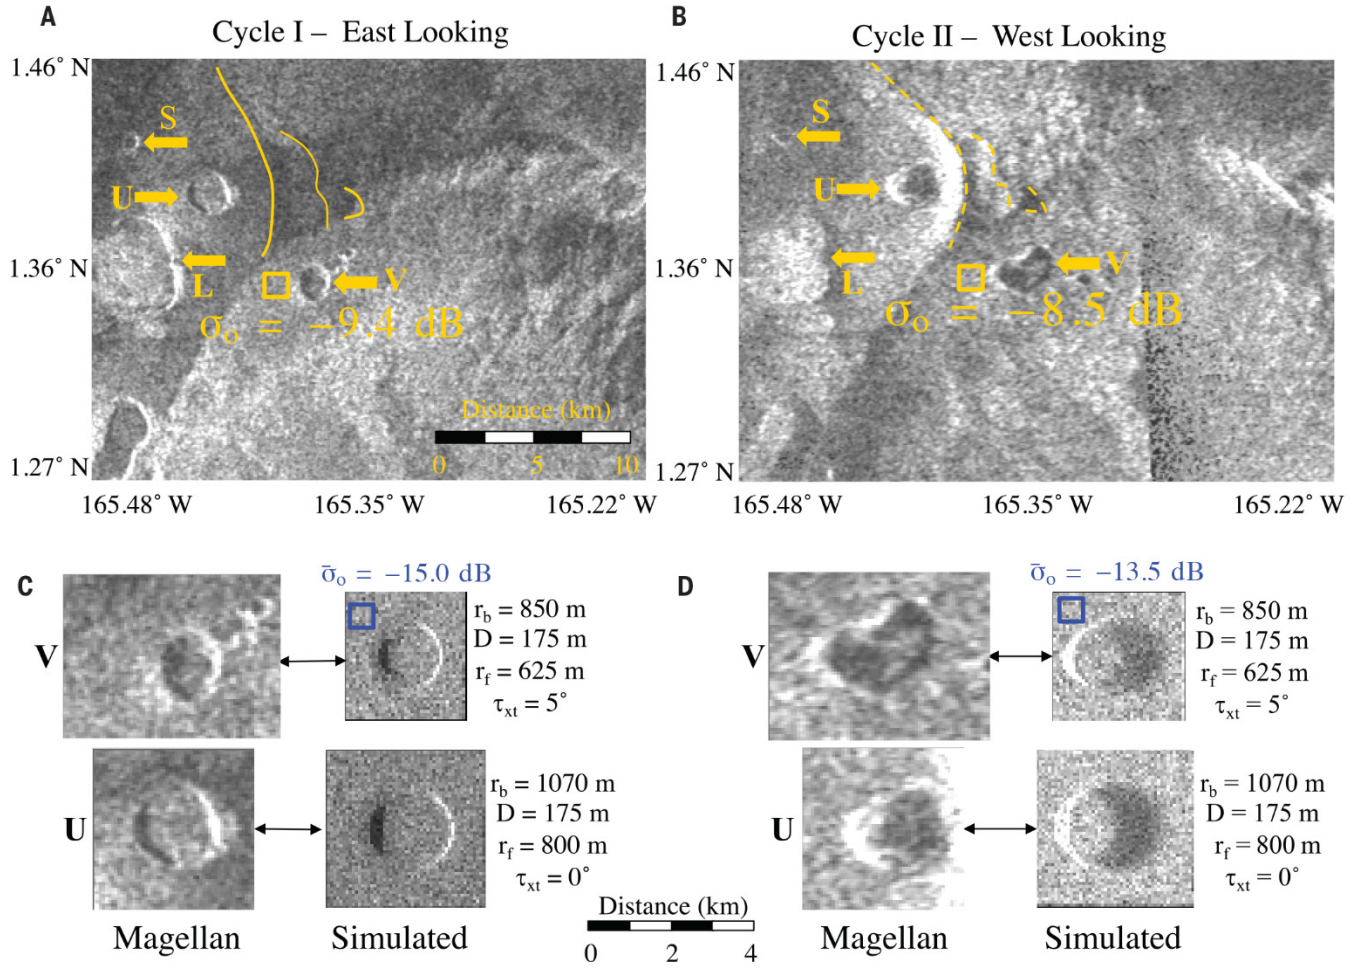 A
Cycle I – East Looking
1.46° N
S
U
1.36° N
L
V
σo = −9.4 dB
Distance (km)
0 5 10
1.27° N
165.48° W 165.35° W 165.22° W
B
Cycle II – West Looking
1.46° N
S
U
1.36° N
L
V
σo = −8.5 dB
1.27° N
165.48° W 165.35° W 165.22° W
C
σ̄o = −15.0 dB
V
rb = 850 m
D = 175 m
rf = 625 m
τxt = 5°
U
rb = 1070 m
D = 175 m
rf = 800 m
τxt = 0°
Magellan Simulated
D
σ̄o = −13.5 dB
V
rb = 850 m
D = 175 m
rf = 625 m
τxt = 5°
U
rb = 1070 m
D = 175 m
rf = 800 m
τxt = 0°
Distance (km)
0 2 4
Magellan Simulated